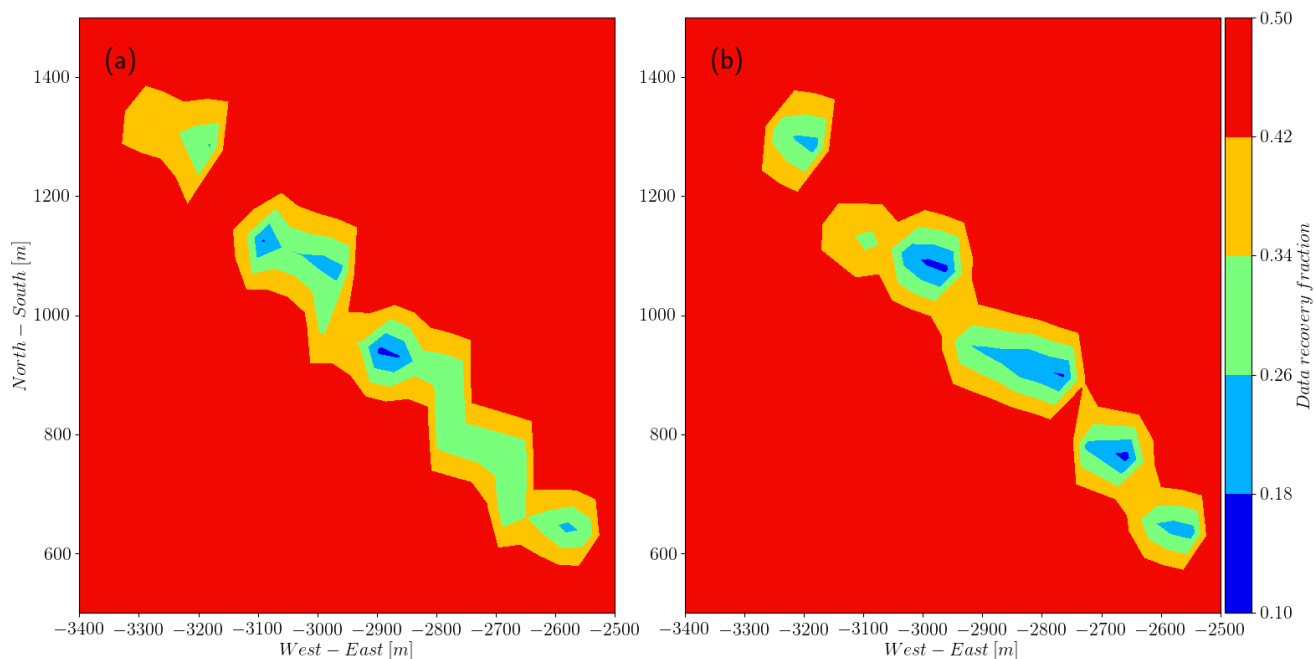 (a)
1400
1200
1000
800
600
North − South [m]
−3400 −3300 −3200 −3100 −3000 −2900 −2800 −2700 −2600 −2500
West − East [m]
(b)
1400
1200
1000
800
600
−3400 −3300 −3200 −3100 −3000 −2900 −2800 −2700 −2600 −2500
West − East [m]
0.50
0.42
0.34
0.26
0.18
0.10
Data recovery fraction